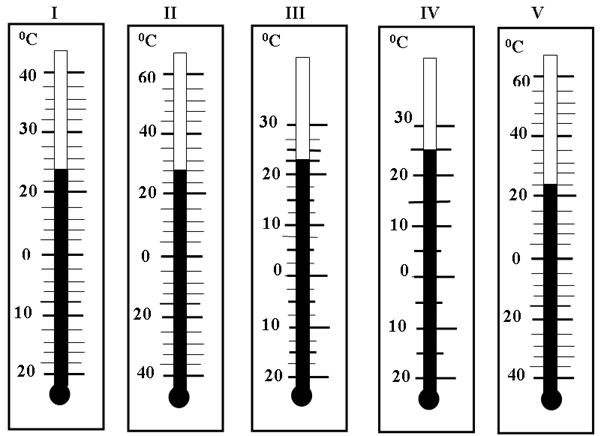 I II III IV V
⁰C ⁰C ⁰C ⁰C ⁰C
40 60 30 30 60
30 40 20 20 40
20 20 10 10 20
0 0 0 0 0
10 20 10 10 20
20 40 20 20 40